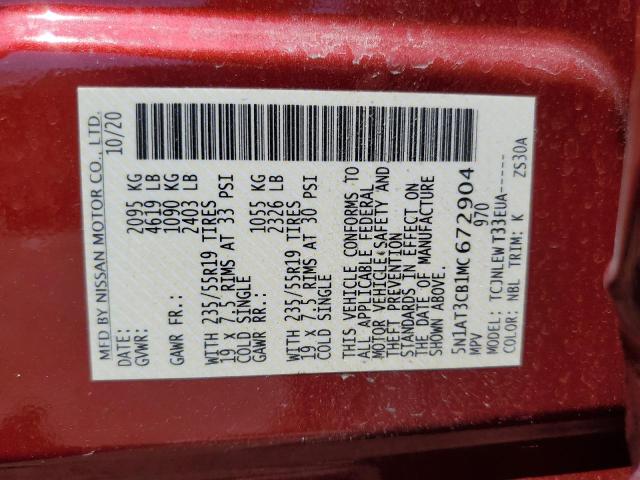 MFD BY NISSAN MOTOR CO., LTD.
DATE: 10/20
GVWR: 2095 KG
4619 LB
GAWR FR.: 1090 KG
2403 LB
WITH 235/55R19 TIRES
19 X 7.5 RIMS AT 33 PSI
COLD SINGLE
GAWR RR.: 1055 KG
2326 LB
WITH 235/55R19 TIRES
19 X 7.5 RIMS AT 30 PSI
COLD SINGLE
THIS VEHICLE CONFORMS TO
ALL APPLICABLE FEDERAL
MOTOR VEHICLE SAFETY AND
THEFT PREVENTION
STANDARDS IN EFFECT ON
THE DATE OF MANUFACTURE
SHOWN ABOVE.
5N1AT3CB1MC672904
MPV 970
MODEL: TCJNLEWT33EUA-----
COLOR: NBL TRIM: K ZS30A